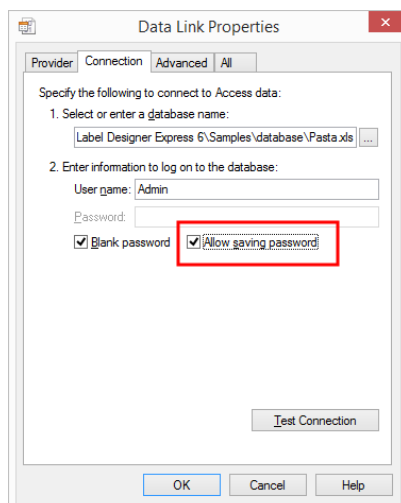 Data Link Properties
Provider Connection Advanced All
Specify the following to connect to Access data:
1. Select or enter a database name:
Label Designer Express 6\Samples\database\Pasta.xls ...
2. Enter information to log on to the database:
User name: Admin
Password:
Blank password Allow saving password
Test Connection
OK Cancel Help